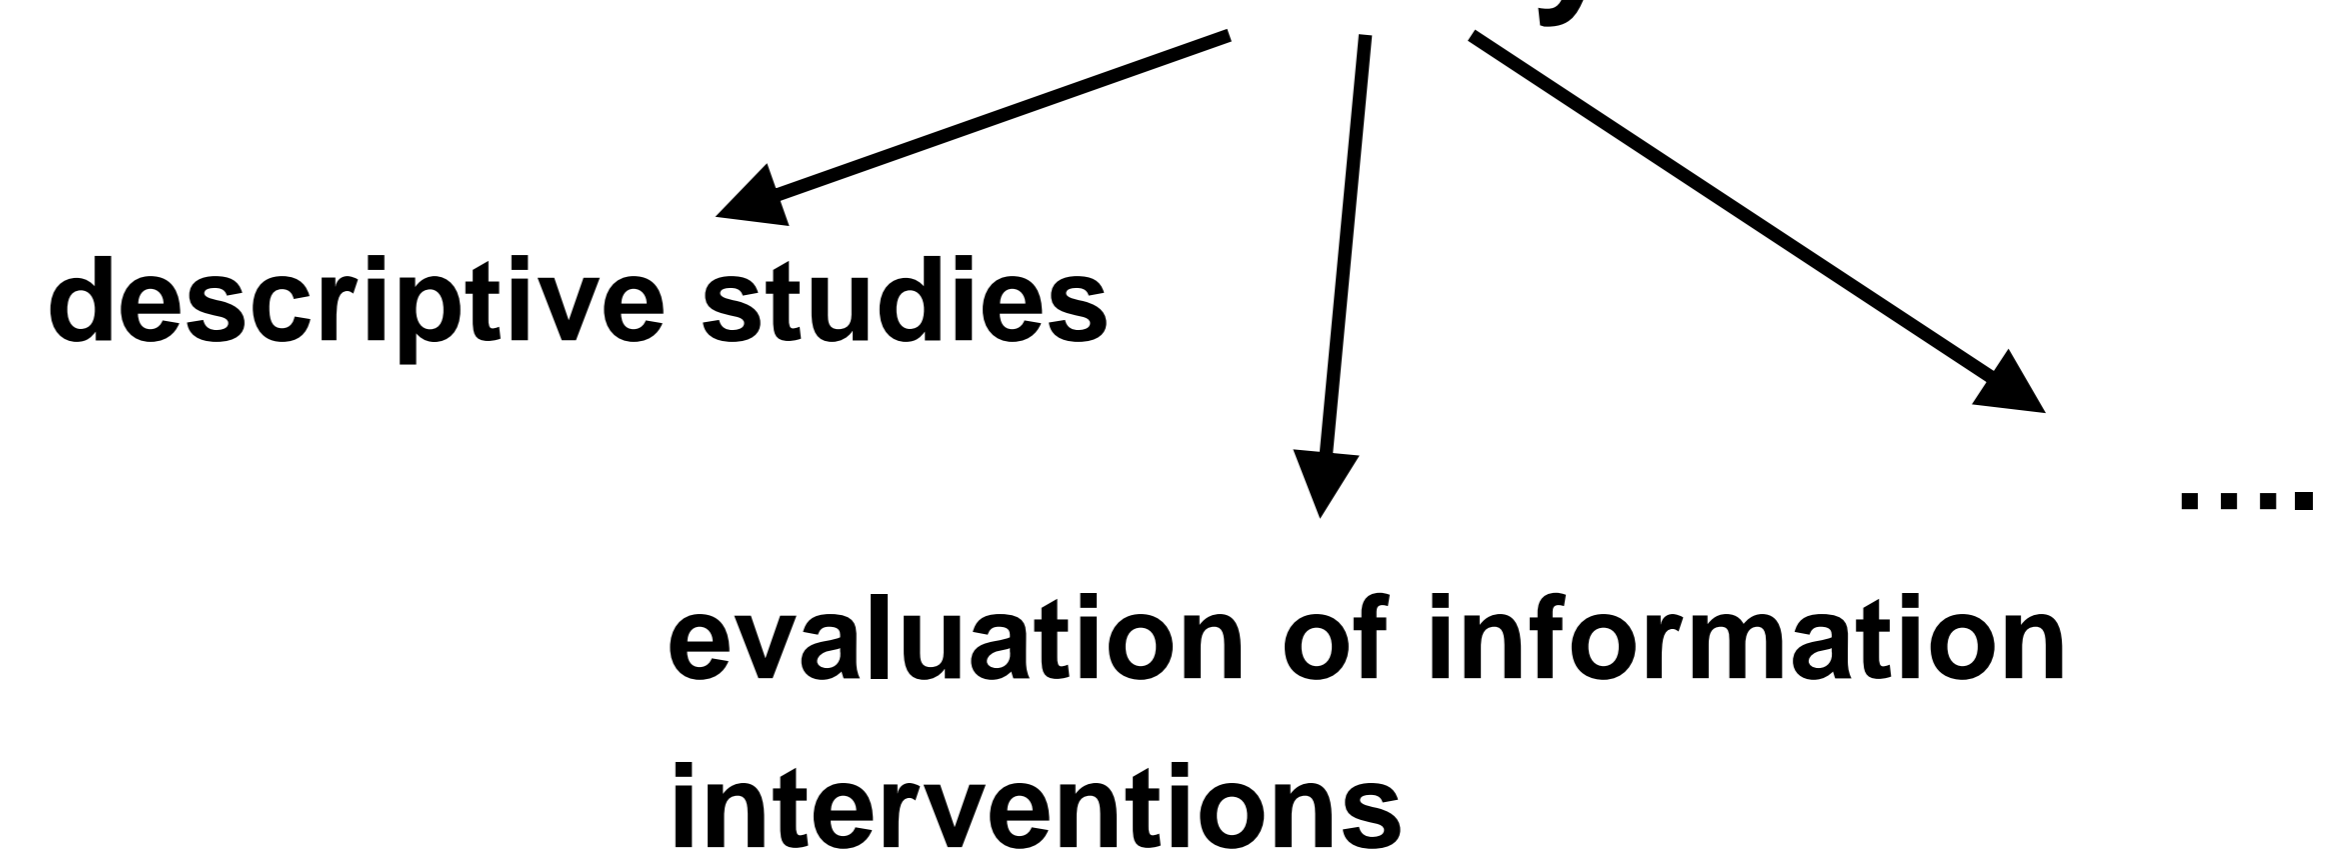 descriptive studies
....
evaluation of information
interventions